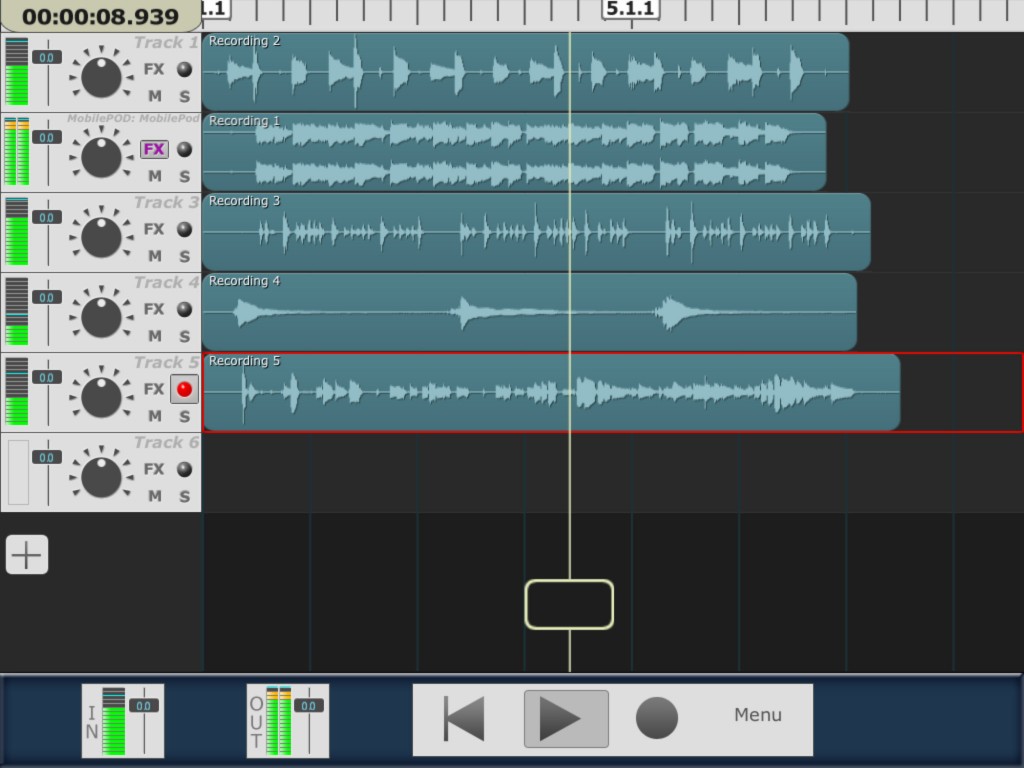 00:00:08.939
1.1
5.1.1
Track 1
0.0
FX
M S
Recording 2
MobilePOD: MobilePod
0.0
FX
M S
Recording 1
Track 3
0.0
FX
M S
Recording 3
Track 4
0.0
FX
M S
Recording 4
Track 5
0.0
FX
M S
Recording 5
Track 6
0.0
FX
M S
IN
0.0
OUT
0.0
Menu